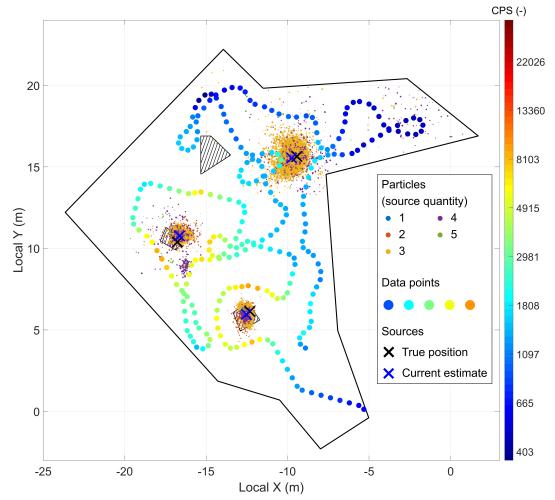 CPS (-)
22026
13360
8103
4915
2981
1808
1097
665
403
20
15
10
5
0
Local Y (m)
-25
-20
-15
-10
-5
0
Local X (m)
Particles
(source quantity)
1
4
2
5
3
Data points
Sources
True position
Current estimate